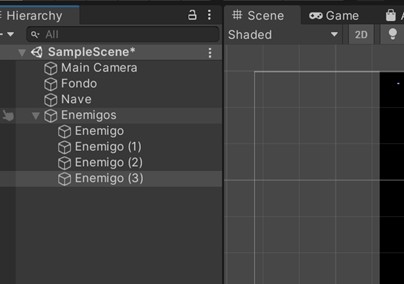 Hierarchy
All
SampleScene*
Main Camera
Fondo
Nave
Enemigos
Enemigo
Enemigo (1)
Enemigo (2)
Enemigo (3)
Scene
Game
Shaded
2D